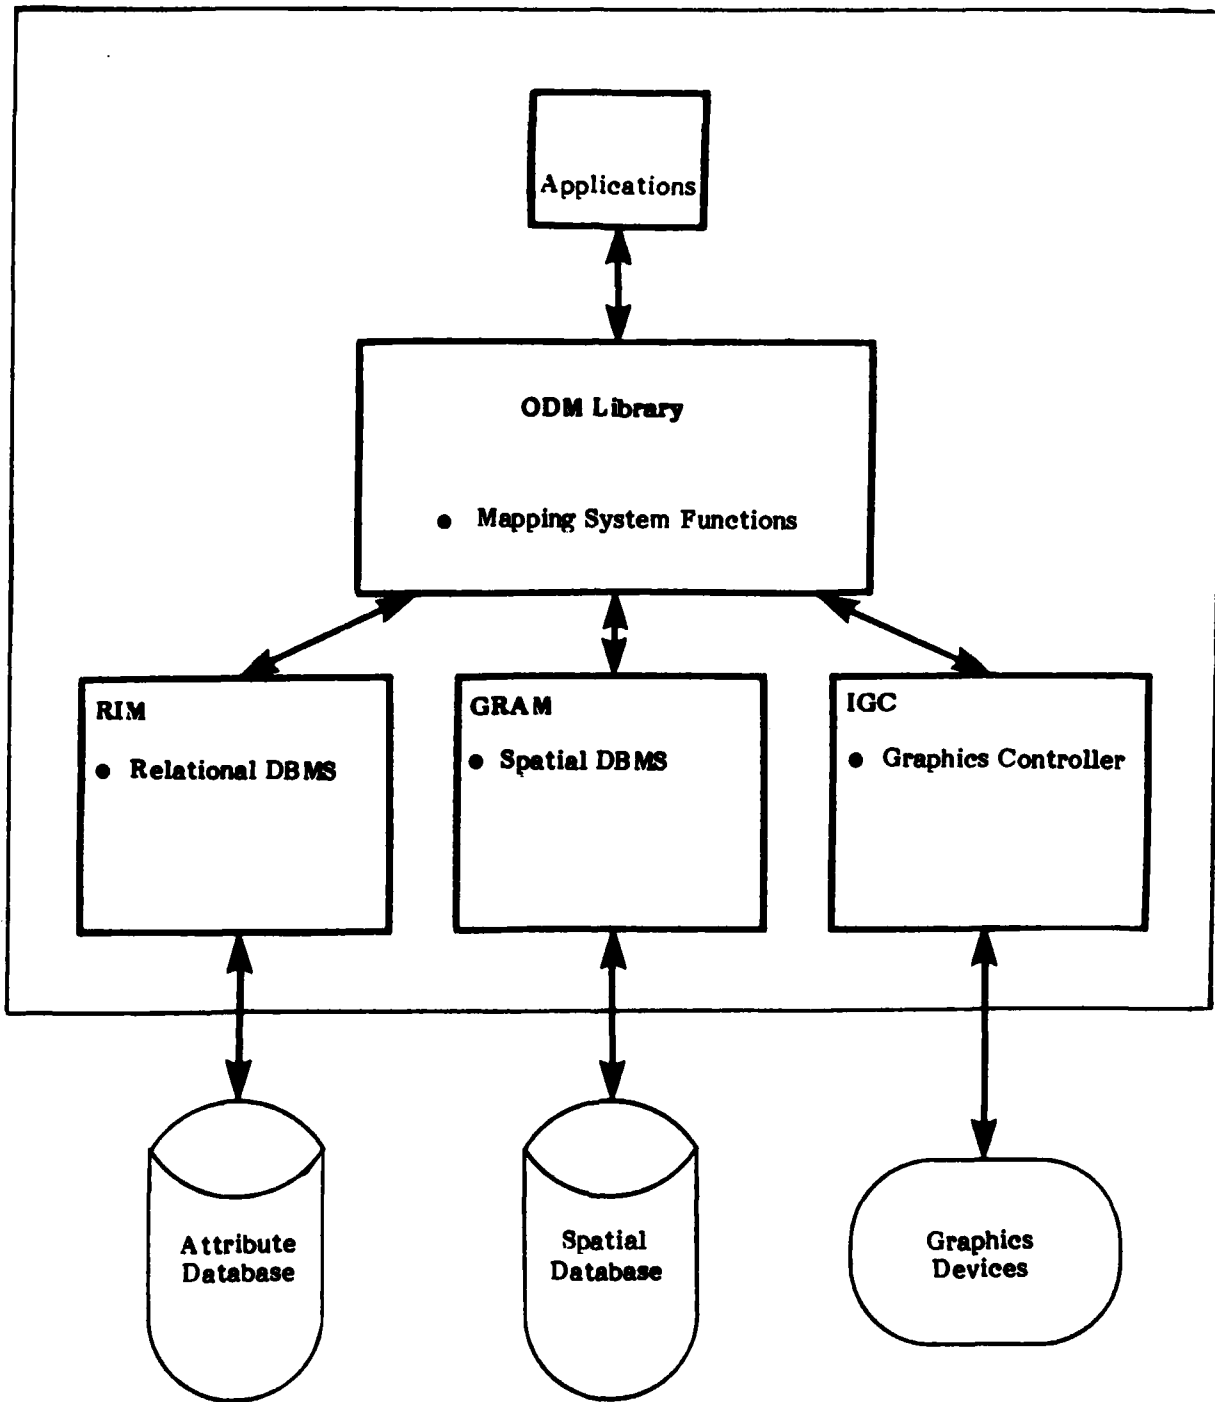 Applications
ODM Library
• Mapping System Functions
RIM
• Relational DBMS
GRAM
• Spatial DBMS
IGC
• Graphics Controller
Attribute
Database
Spatial
Database
Graphics
Devices